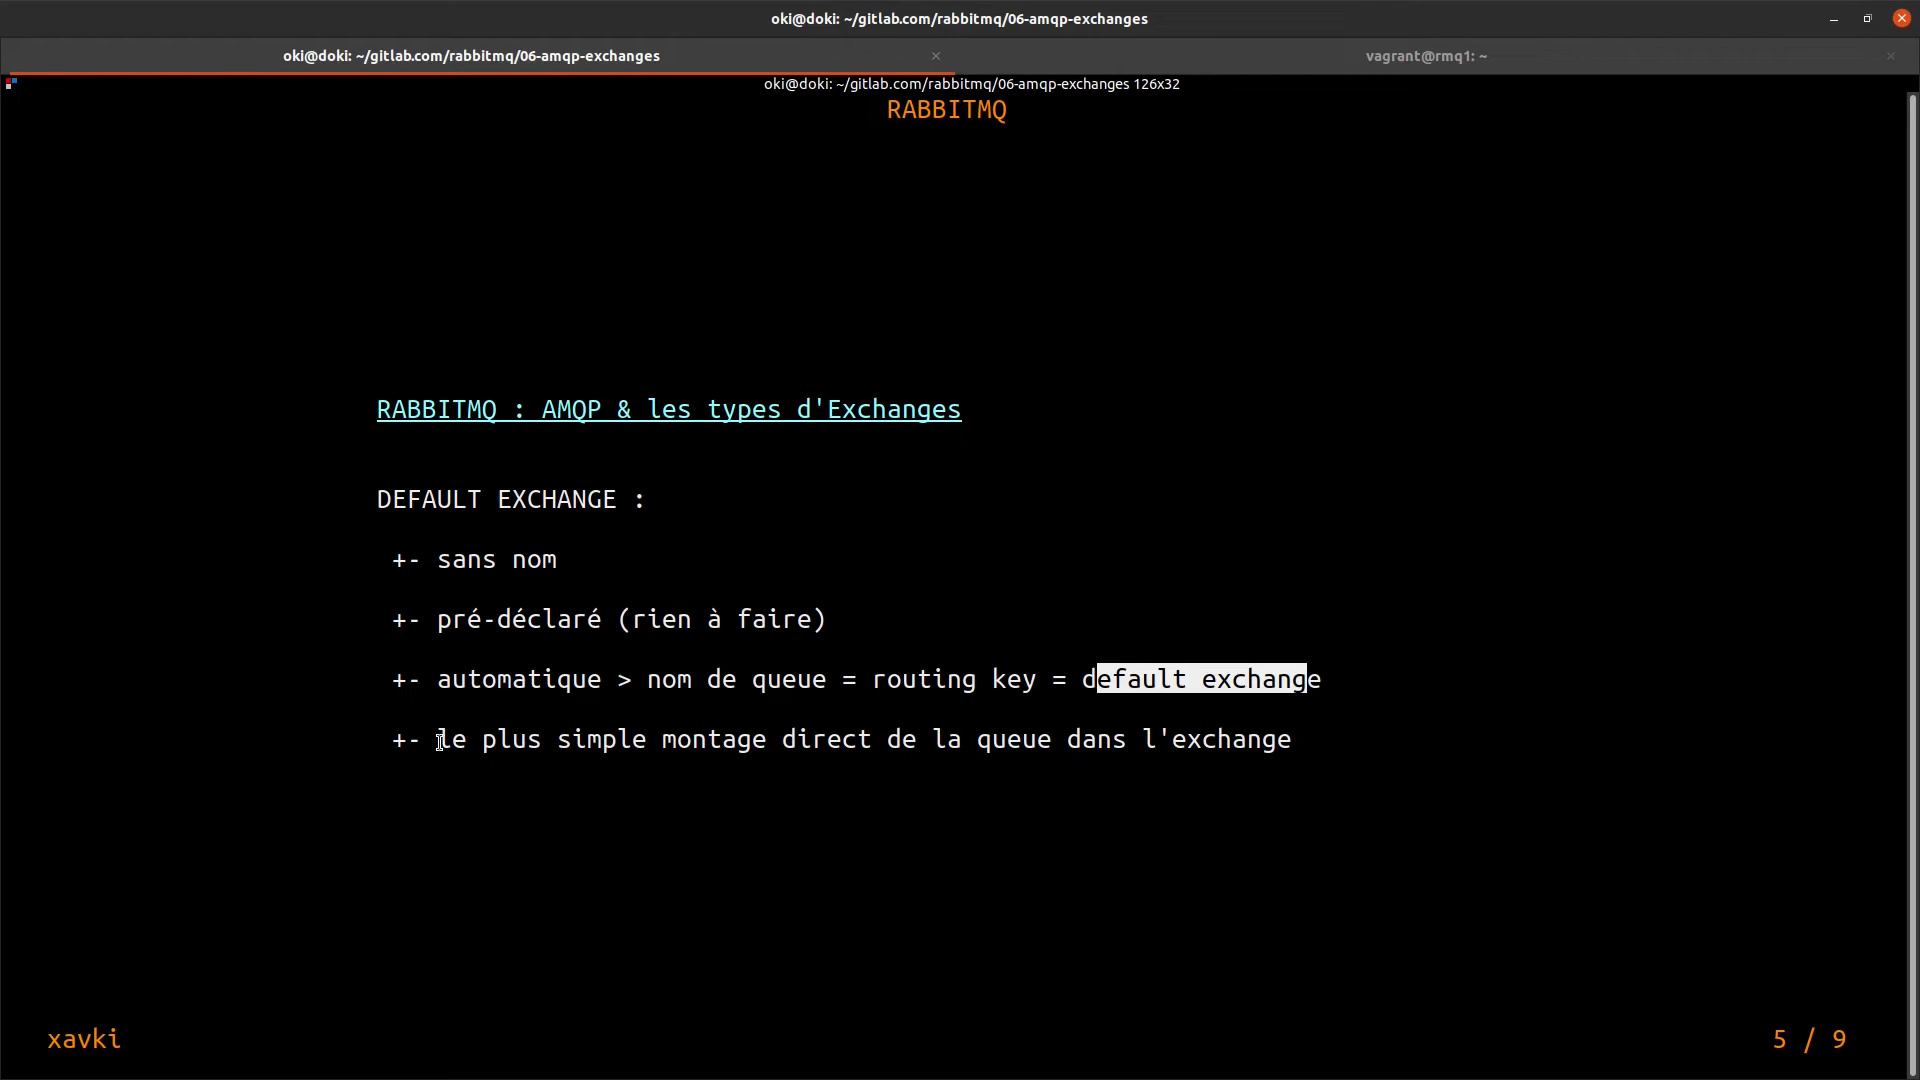 oki@doki: ~/gitlab.com/rabbitmq/06-amqp-exchanges
oki@doki: ~/gitlab.com/rabbitmq/06-amqp-exchanges
vagrant@rmq1: ~
oki@doki: ~/gitlab.com/rabbitmq/06-amqp-exchanges 126x32
RABBITMQ
RABBITMQ : AMQP & les types d'Exchanges
DEFAULT EXCHANGE :
+- sans nom
+- pré-déclaré (rien à faire)
+- automatique > nom de queue = routing key = default exchange
+- le plus simple montage direct de la queue dans l'exchange
xavki
5 / 9